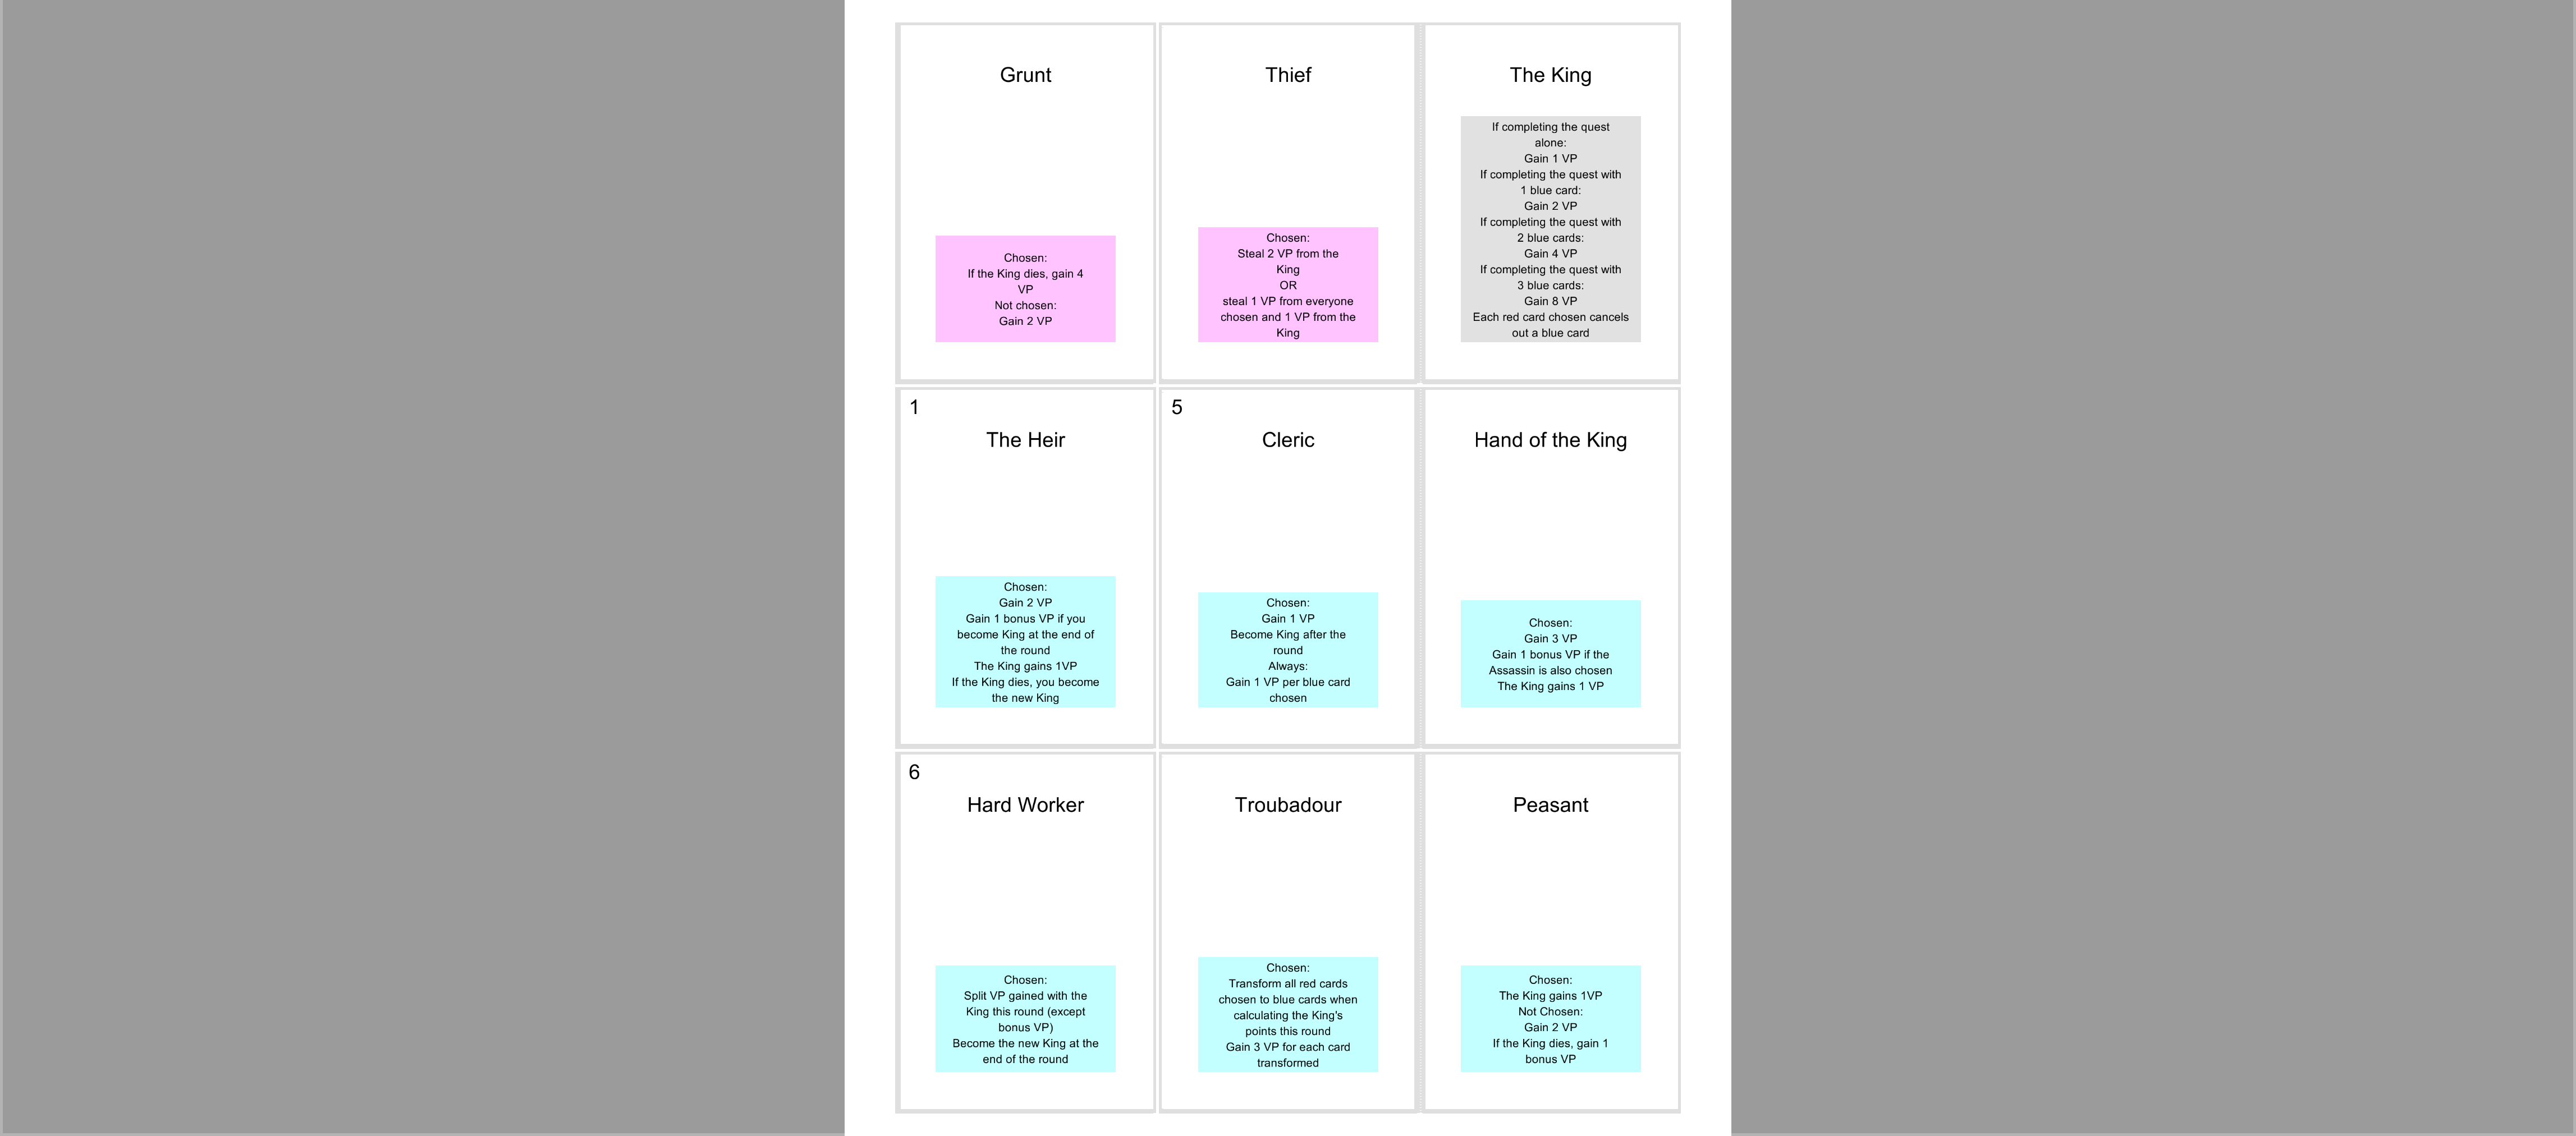 Grunt
Chosen:
If the King dies, gain 4
VP
Not chosen:
Gain 2 VP
Thief
Chosen:
Steal 2 VP from the
King
OR
steal 1 VP from everyone
chosen and 1 VP from the
King
The King
If completing the quest
alone:
Gain 1 VP
If completing the quest with
1 blue card:
Gain 2 VP
If completing the quest with
2 blue cards:
Gain 4 VP
If completing the quest with
3 blue cards:
Gain 8 VP
Each red card chosen cancels
out a blue card
1
The Heir
Chosen:
Gain 2 VP
Gain 1 bonus VP if you
become King at the end of
the round
The King gains 1VP
If the King dies, you become
the new King
5
Cleric
Chosen:
Gain 1 VP
Become King after the
round
Always:
Gain 1 VP per blue card
chosen
Hand of the King
Chosen:
Gain 3 VP
Gain 1 bonus VP if the
Assassin is also chosen
The King gains 1 VP
6
Hard Worker
Chosen:
Split VP gained with the
King this round (except
bonus VP)
Become the new King at the
end of the round
Troubadour
Chosen:
Transform all red cards
chosen to blue cards when
calculating the King's
points this round
Gain 3 VP for each card
transformed
Peasant
Chosen:
The King gains 1VP
Not Chosen:
Gain 2 VP
If the King dies, gain 1
bonus VP